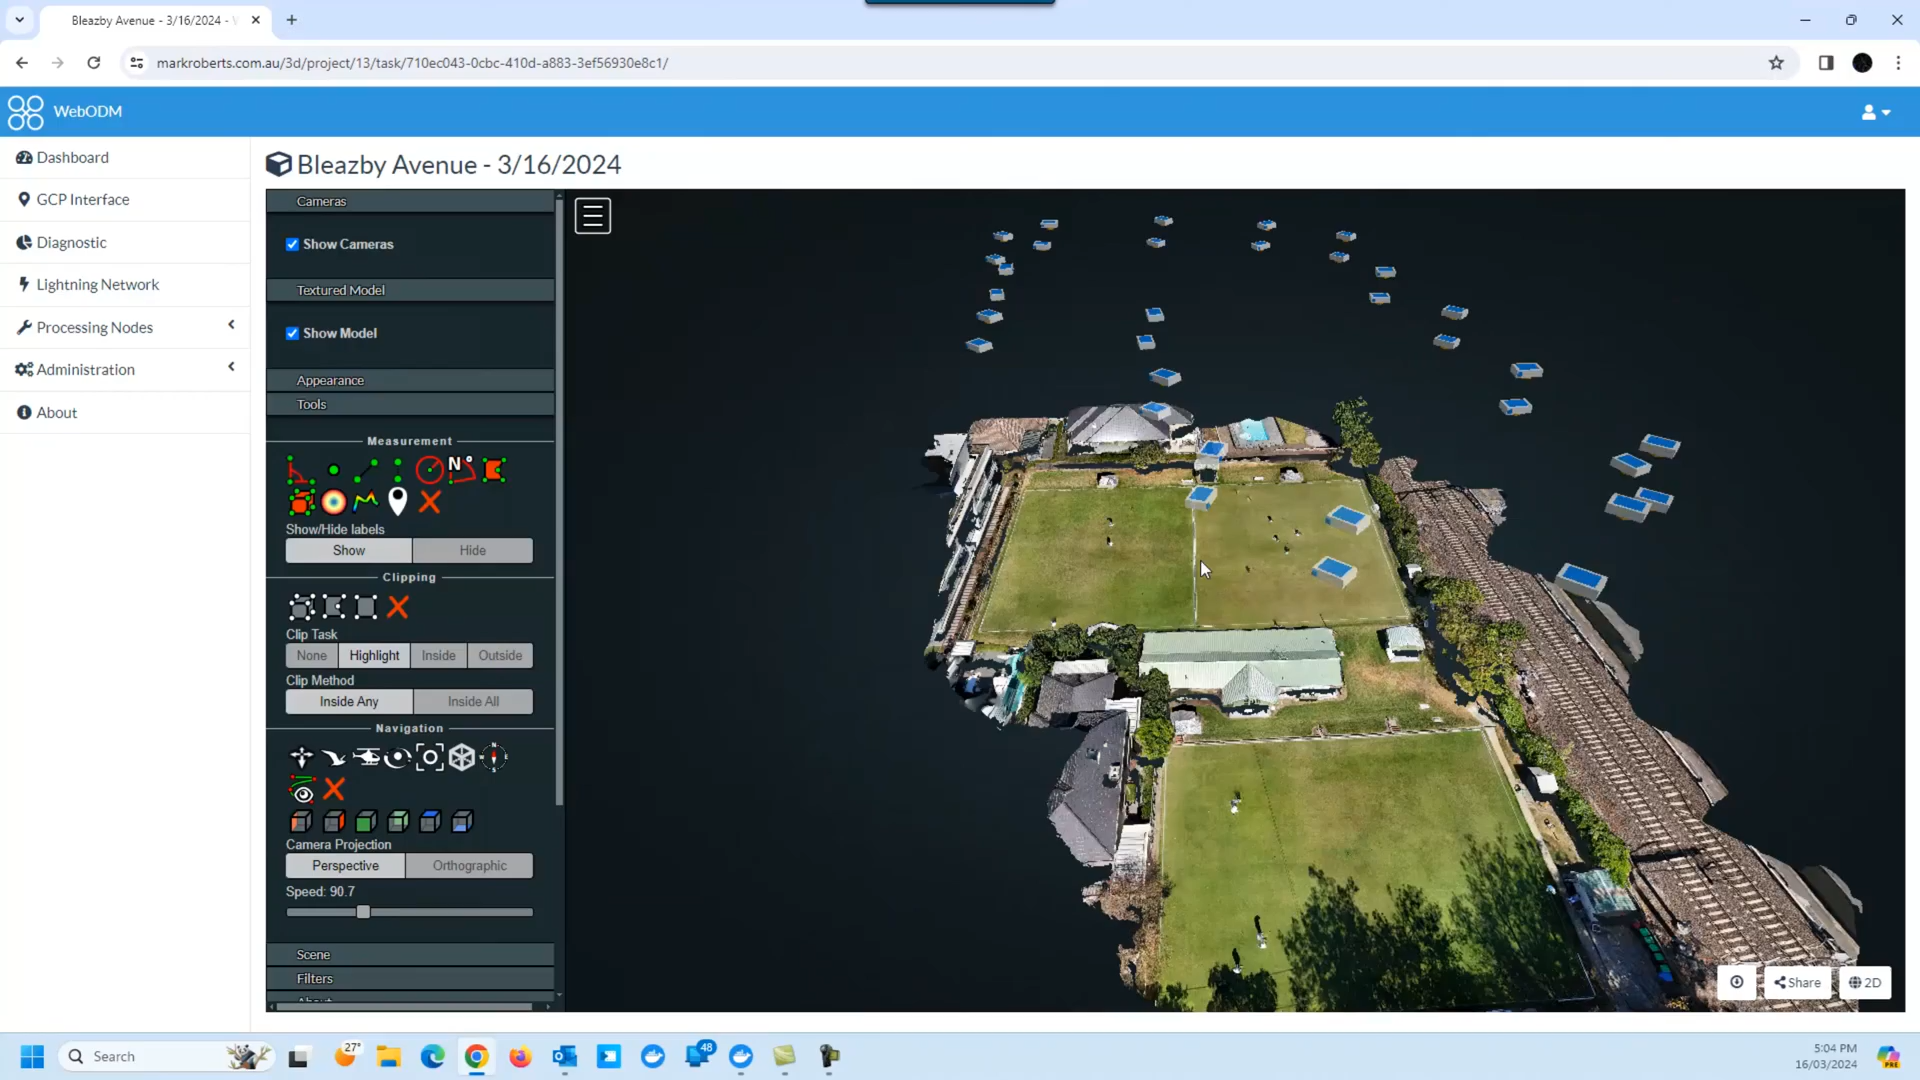 Bleazby Avenue - 3/16/2024 -
markroberts.com.au/3d/project/13/task/710ec043-0cbc-410d-a883-3ef56930e8c1/
WebODM
Dashboard
GCP Interface
Diagnostic
Lightning Network
Processing Nodes
Administration
About
Bleazby Avenue - 3/16/2024
Cameras
Show Cameras
Textured Model
Show Model
Appearance
Tools
Measurement
N°
Show/Hide labels
Show Hide
Clipping
Clip Task
None Highlight Inside Outside
Clip Method
Inside Any Inside All
Navigation
Camera Projection
Perspective Orthographic
Speed: 90.7
Scene
Filters
About
Share
2D
Search
27°
48
5:04 PM
16/03/2024
PRE